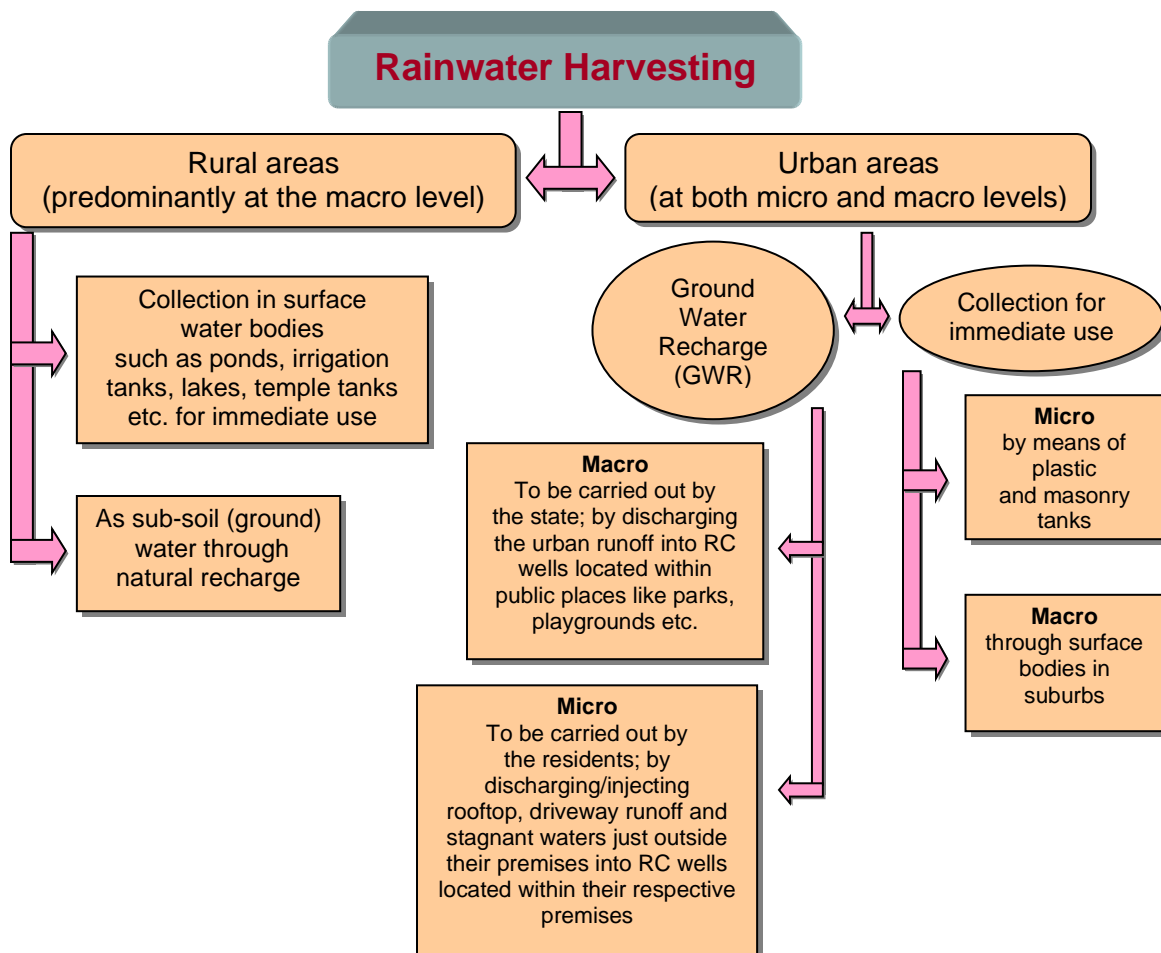 Rainwater Harvesting
Rural areas
(predominantly at the macro level)
Urban areas
(at both micro and macro levels)
Collection in surface
water bodies
such as ponds, irrigation
tanks, lakes, temple tanks
etc. for immediate use
As sub-soil (ground)
water through
natural recharge
Ground
Water
Recharge
(GWR)
Collection for
immediate use
Macro
To be carried out by
the state; by discharging
the urban runoff into RC
wells located within
public places like parks,
playgrounds etc.
Micro
To be carried out by
the residents; by
discharging/injecting
rooftop, driveway runoff and
stagnant waters just outside
their premises into RC wells
located within their respective
premises
Micro
by means of
plastic
and masonry
tanks
Macro
through surface
bodies in
suburbs